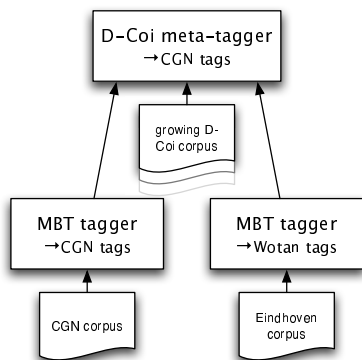 D-Coi meta-tagger
→CGN tags
growing D-
Coi corpus
MBT tagger
→CGN tags
MBT tagger
→Wotan tags
CGN corpus
Eindhoven
corpus